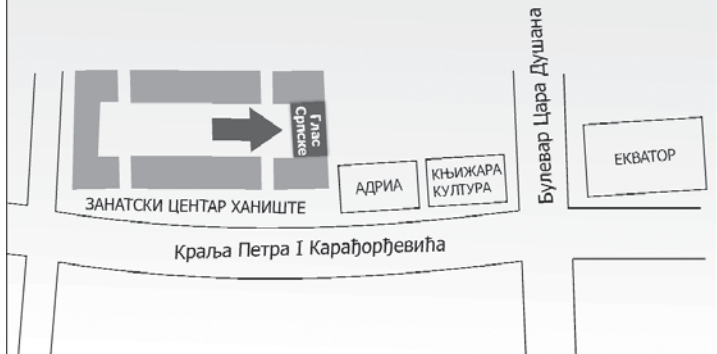 Глас
Српске
АДРИА
КЊИЖАРА
КУЛТУРА
Булевар Цара Душана
ЕКВАТОР
ЗАНАТСКИ ЦЕНТАР ХАНИШТЕ
Краља Петра I Карађорђевића